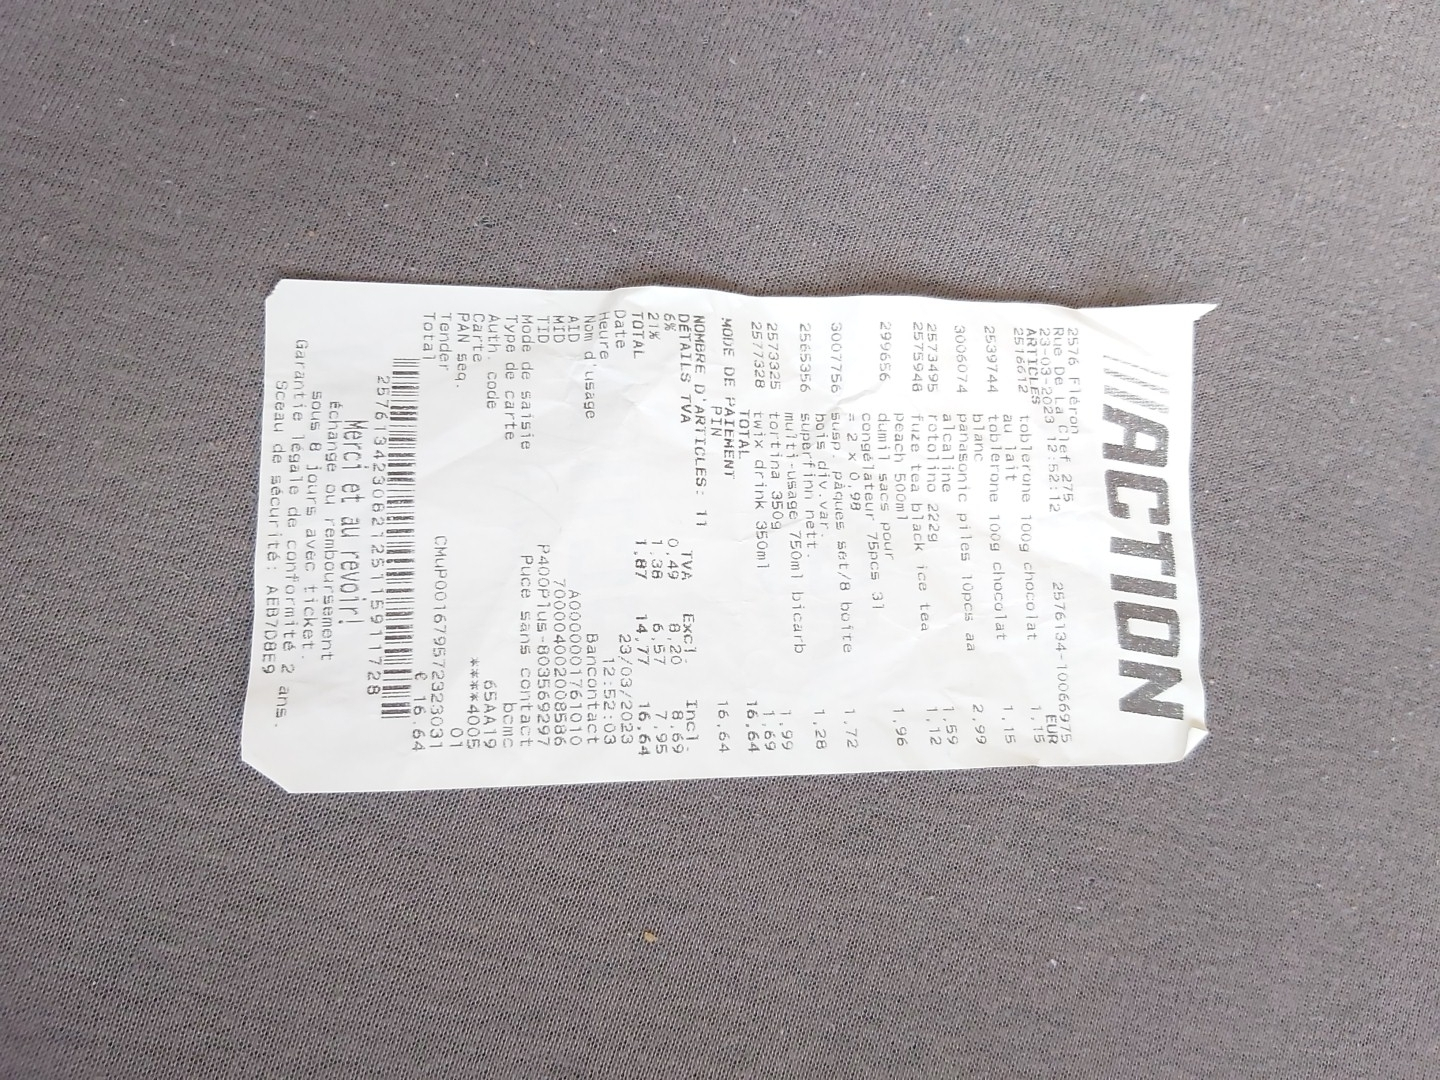 ACTION
2576 Fléron 2576134-10066975
Rue De La Clef 275
23-03-2023 12:52:12 EUR
ARTICLES
2516612 toblerone 100g chocolat 1,15
au lait
2539744 toblerone 100g chocolat 1,15
blanc
3006074 panasonic piles 10pcs aa 2,99
alcaline
2573495 rotolino 222g 1,59
2575948 fuze tea black ice tea 1,12
peach 500ml
299656 dumil sacs pour 1,96
congélateur 75pcs 3l
= 2 x 0,98
3007756 susp. pâques set/8 boîte 1,72
bois div.var.
2565356 superfinn nett. 1,28
multi-usage 750ml bicarb
2573325 tortina 350g 1,99
2577328 twix drink 350ml 1,69
TOTAL 16,64
MODE DE PAIEMENT
PIN 16,64
NOMBRE D'ARTICLES: 11
DÉTAILS TVA TVA Excl. Incl.
6% 0,49 8,20 8,69
21% 1,38 6,57 7,95
TOTAL 1,87 14,77 16,64
Date 23/03/2023
Heure 12:52:03
Nom d'usage Bancontact
AID A0000001761010
MID 70000400208586
TID P400Plus-803569297
Mode de saisie Puce sans contact
Type de carte bcmc
Auth. code 65AA19
Carte ****4005
PAN seq. 01
Tender CMuP001679572323031
Total € 16.64
2576134230821251159111728
Merci et au revoir!
échange ou remboursement
sous 8 jours avec ticket.
Garantie légale de conformité 2 ans.
Sceau de sécurité: AEB7D8E9